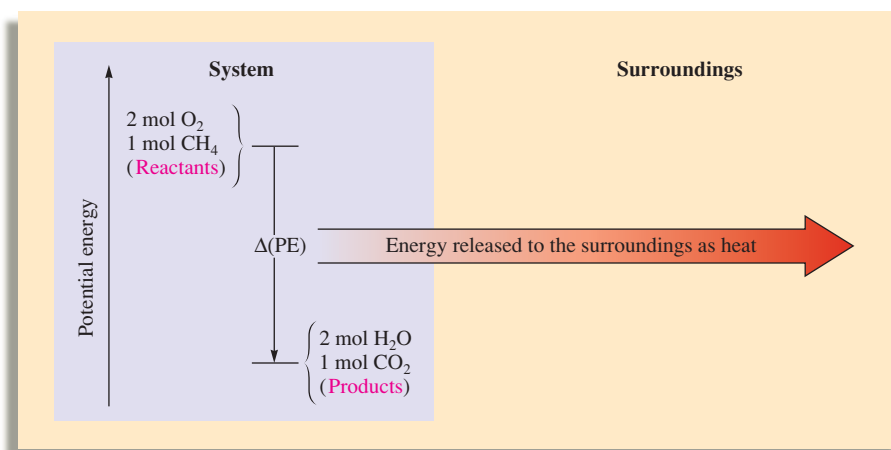 System
Surroundings
2 mol O₂
1 mol CH₄
(Reactants)
Potential energy
Δ(PE)
Energy released to the surroundings as heat
2 mol H₂O
1 mol CO₂
(Products)